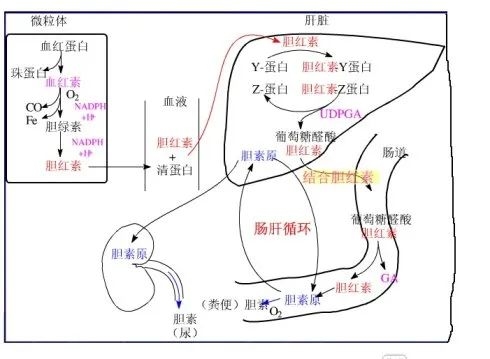 微粒体
肝脏
血红蛋白
珠蛋白
血红素
O₂
NADPH
+H⁺
CO
Fe
胆绿素
NADPH
+H⁺
胆红素
血液
胆红素
+
清蛋白
胆红素
Y-蛋白 胆红素Y蛋白
Z-蛋白 胆红素Z蛋白
UDPGA
葡萄糖醛酸
胆红素
胆素原
结合胆红素
肠道
肠肝循环
葡萄糖醛酸
胆红素
GA
胆红素
胆素原
O₂
(粪便)胆素
胆素原
胆素
(尿)